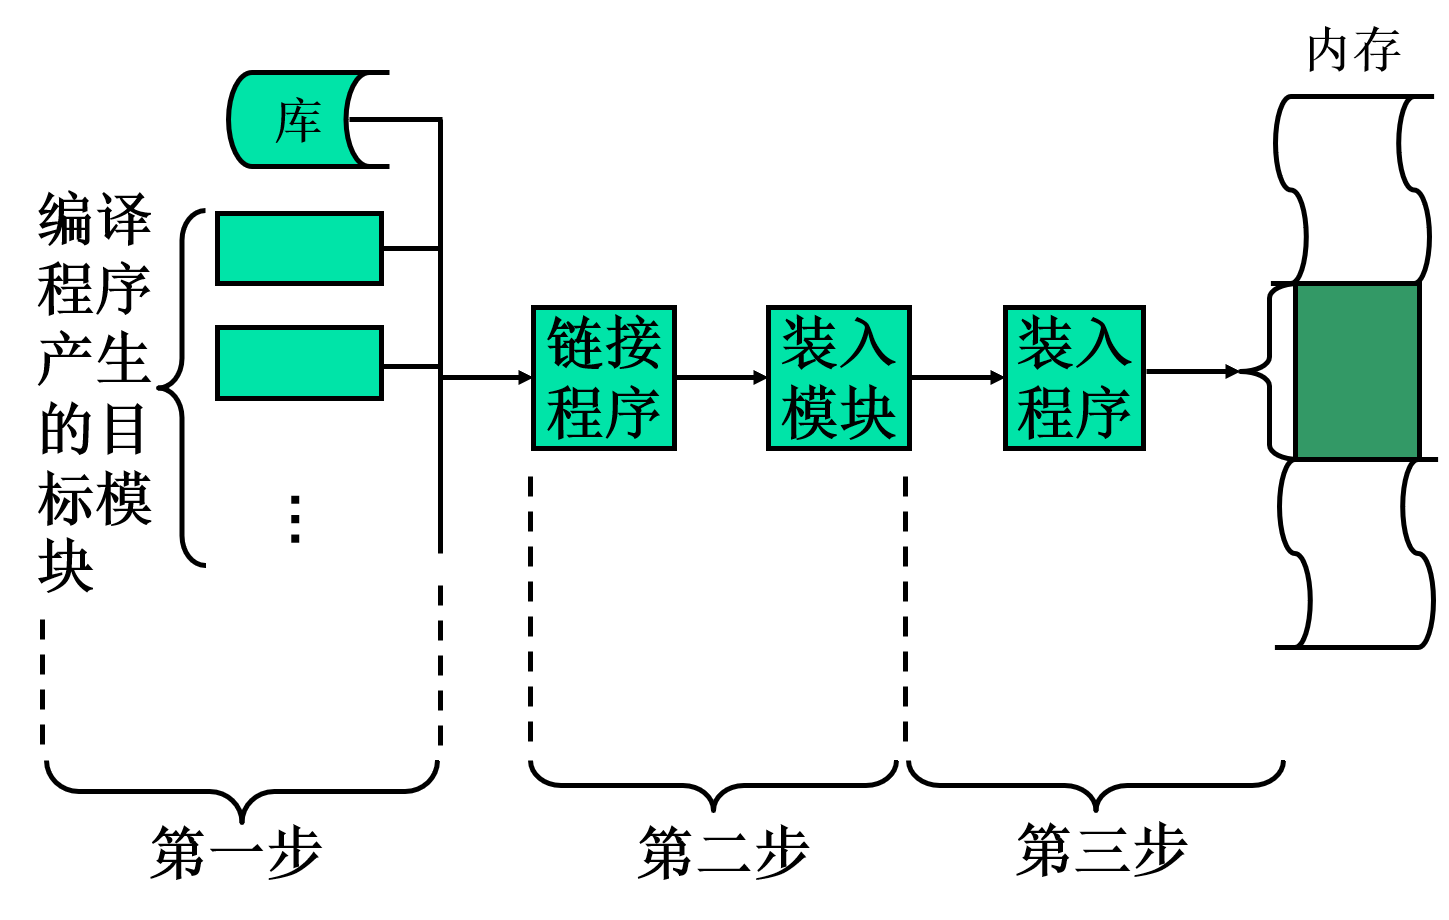 内存
库
编译
程序
产生
的目
标模
块
⋮
链接
程序
装入
模块
装入
程序
第一步
第二步
第三步